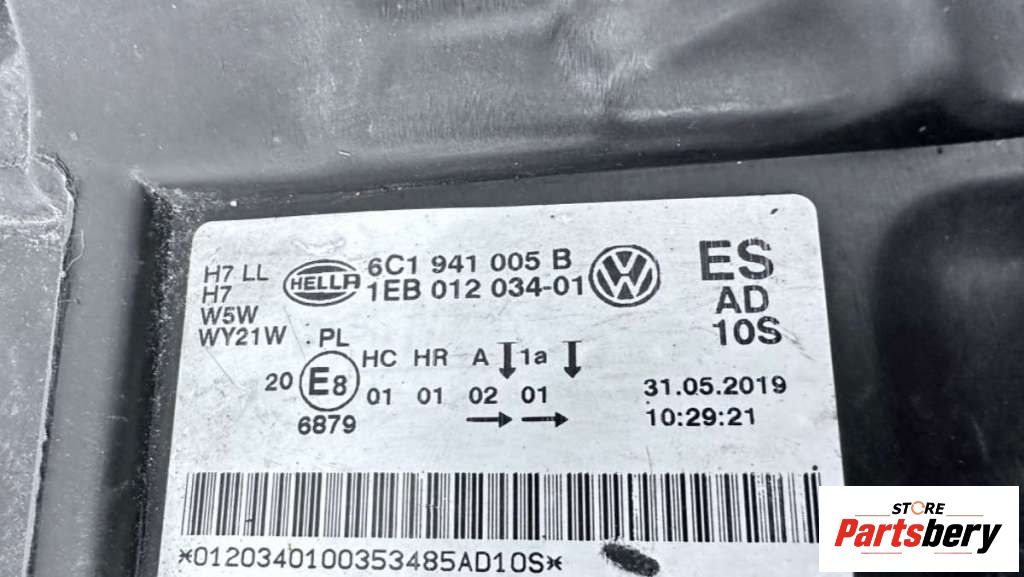 H7 LL
H7
W5W
WY21W
HELLA
6C1 941 005 B
1EB 012 034-01
VW
ES
AD
10S
PL
HC HR A 1a
20 E8 01 01 02 01
6879
31.05.2019
10:29:21
*0120340100353485AD10S*
STORE
Partsbery